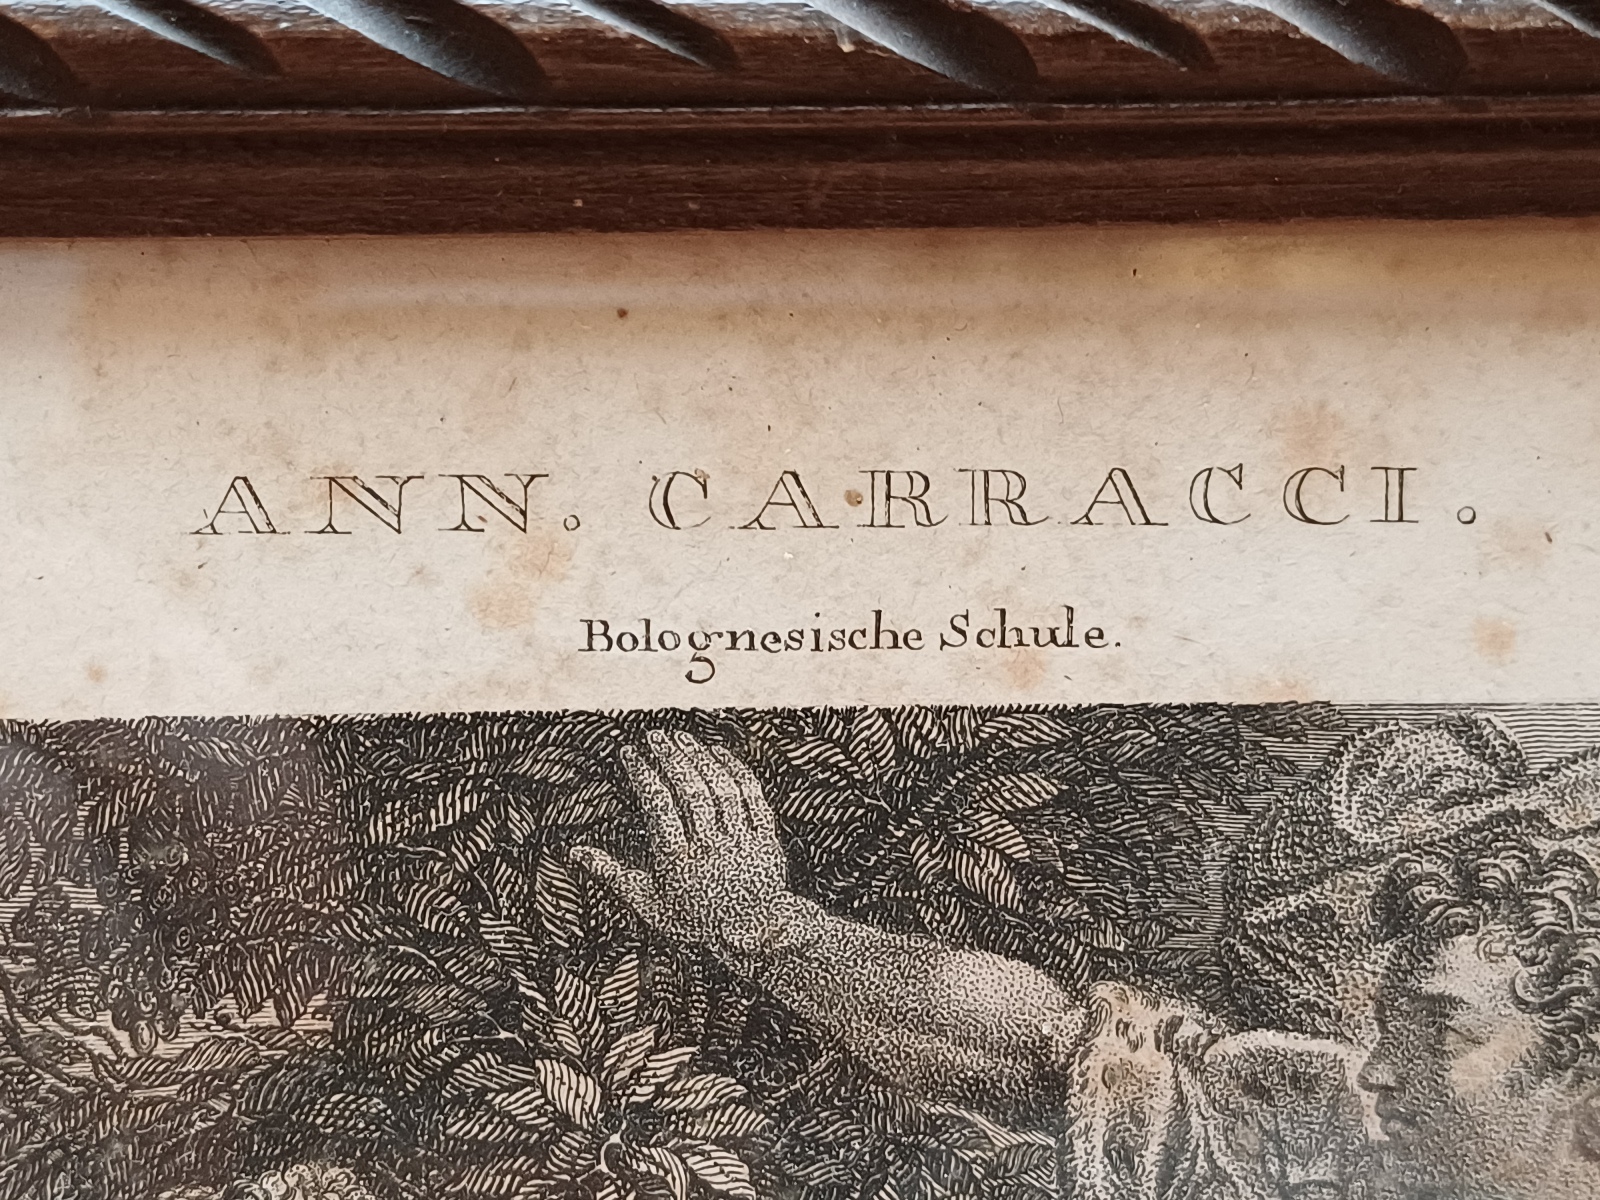 ANN. CARRACCI.
Bolognesische Schule.